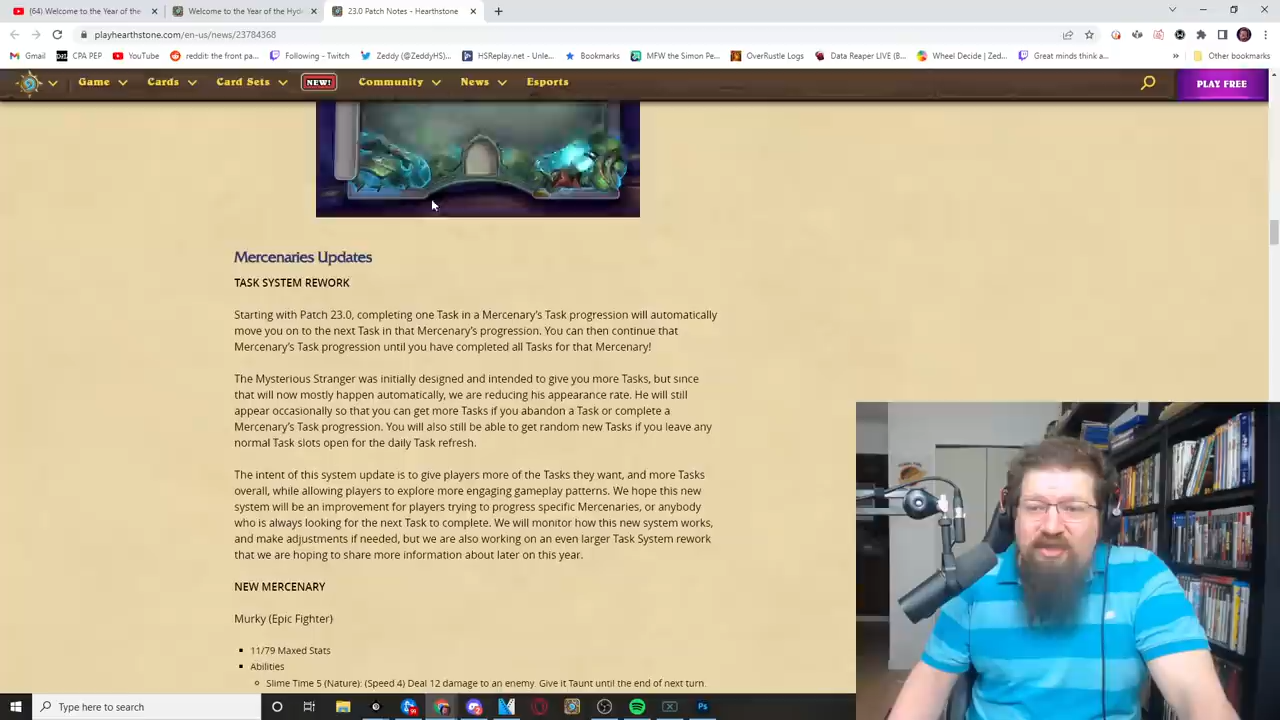 (64) Welcome to the Year of the
Welcome to the Year of the Hyd
23.0 Patch Notes - Hearthstone
playhearthstone.com/en-us/news/23784368
Gmail
CPA PEP
YouTube
reddit: the front pa...
Following - Twitch
Zeddy (@ZeddyHS)...
HSReplay.net - Unle...
Bookmarks
MFW the Simon Pe...
OverRustle Logs
Data Reaper LIVE (B...
Wheel Decide | Zed...
Great minds think a...
Other bookmarks
Game
Cards
Card Sets
NEW!
Community
News
Esports
PLAY FREE
Mercenaries Updates
TASK SYSTEM REWORK
Starting with Patch 23.0, completing one Task in a Mercenary's Task progression will automatically
move you on to the next Task in that Mercenary's progression. You can then continue that
Mercenary's Task progression until you have completed all Tasks for that Mercenary!
The Mysterious Stranger was initially designed and intended to give you more Tasks, but since
that will now mostly happen automatically, we are reducing his appearance rate. He will still
appear occasionally so that you can get more Tasks if you abandon a Task or complete a
Mercenary's Task progression. You will also still be able to get random new Tasks if you leave any
normal Task slots open for the daily Task refresh.
The intent of this system update is to give players more of the Tasks they want, and more Tasks
overall, while allowing players to explore more engaging gameplay patterns. We hope this new
system will be an improvement for players trying to progress specific Mercenaries, or anybody
who is always looking for the next Task to complete. We will monitor how this new system works,
and make adjustments if needed, but we are also working on an even larger Task System rework
that we are hoping to share more information about later on this year.
NEW MERCENARY
Murky (Epic Fighter)
11/79 Maxed Stats
Abilities
Slime Time 5 (Nature): (Speed 4) Deal 12 damage to an enemy. Give it Taunt until the end of next turn.
Type here to search
99
Ps